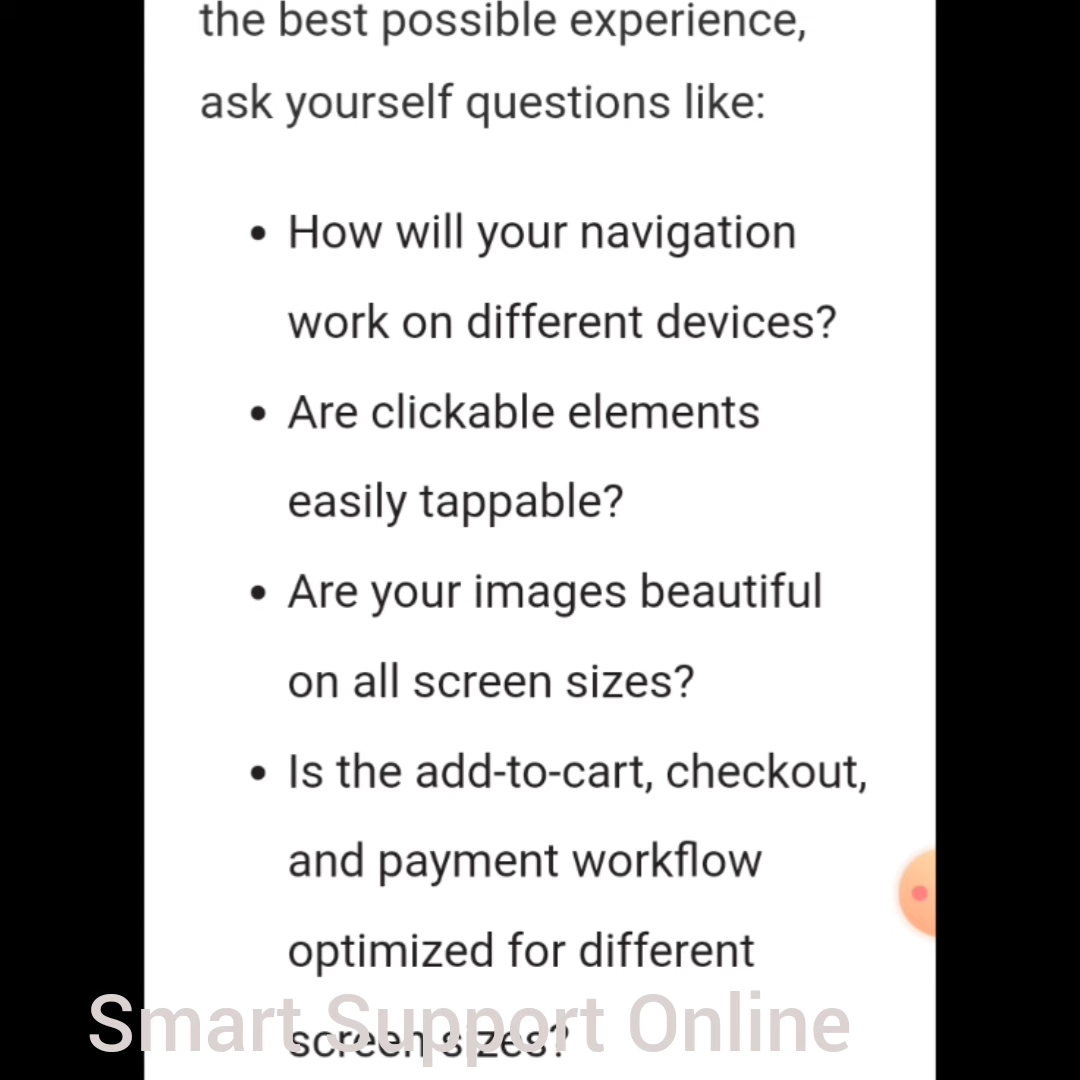 the best possible experience,
ask yourself questions like:
• How will your navigation
work on different devices?
• Are clickable elements
easily tappable?
• Are your images beautiful
on all screen sizes?
• Is the add-to-cart, checkout,
and payment workflow
optimized for different
screen sizes?
Smart Support Online